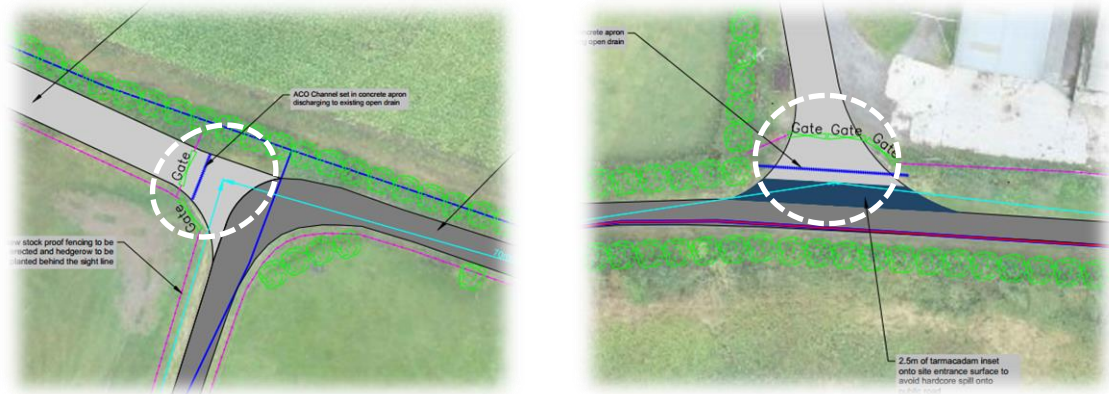 ACO Channel set in concrete apron
discharging to existing open drain
Gate
Gate
stock proof fencing to be
erected and hedgerow to be
planted behind the sight line
apron
open drain
Gate Gate Gate
2.5m of tarmacadam inset
onto site entrance surface to
avoid hardcore spill onto